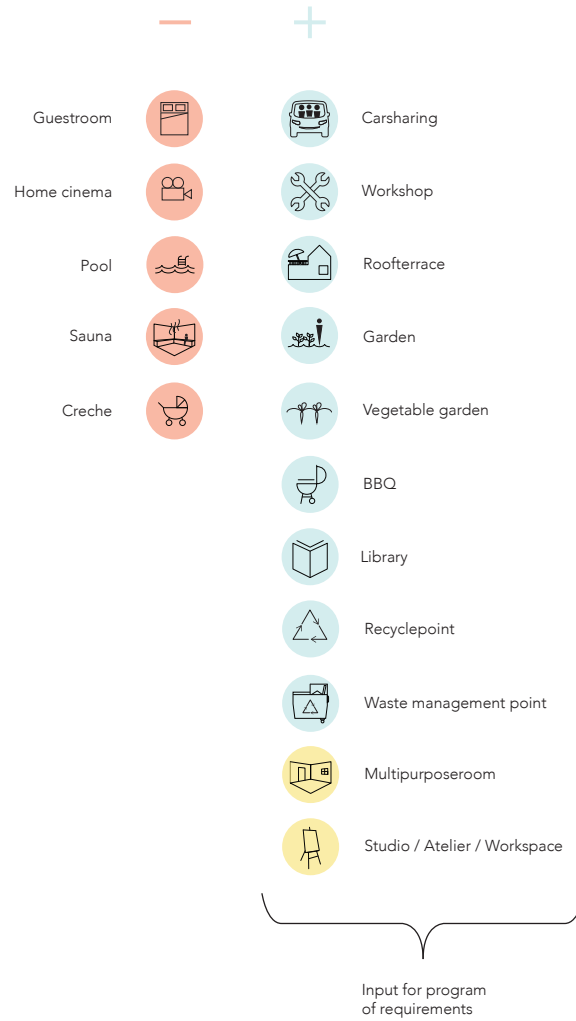 − +
Guestroom
Carsharing
Home cinema
Workshop
Pool
Roofterrace
Sauna
Garden
Creche
Vegetable garden
BBQ
Library
Recyclepoint
Waste management point
Multipurposeroom
Studio / Atelier / Workspace
Input for program
of requirements